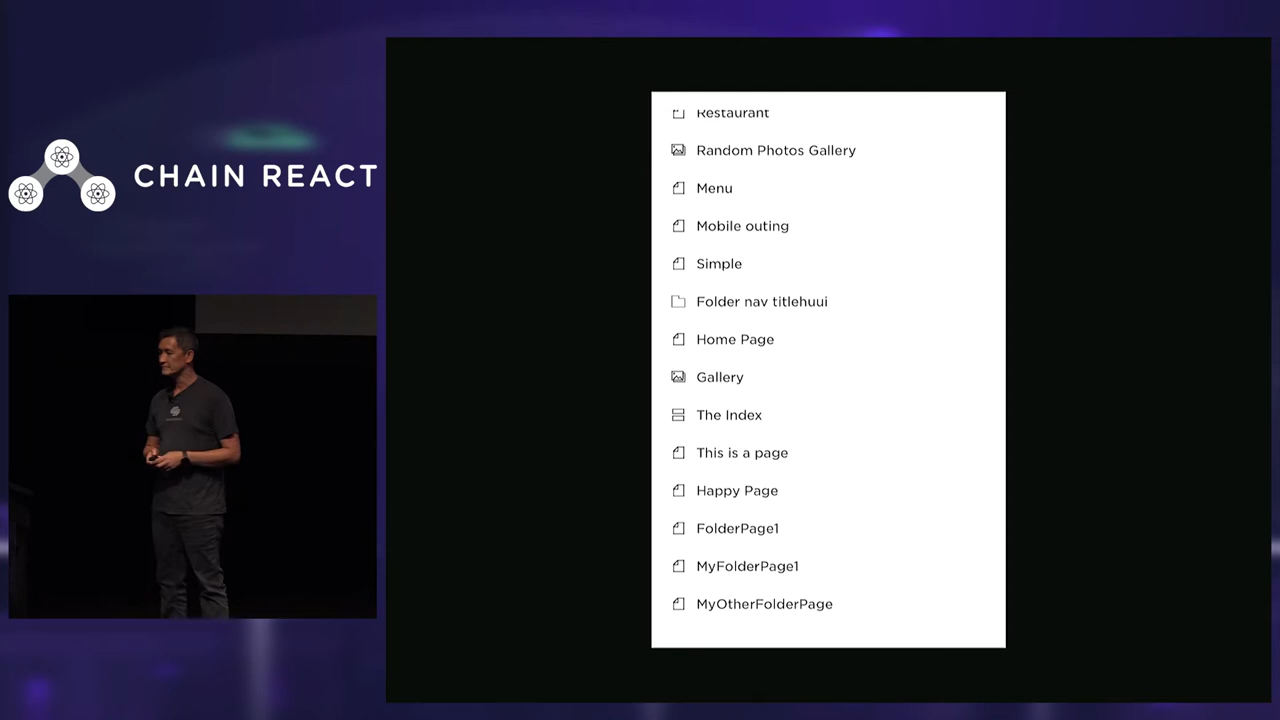 CHAIN REACT
Restaurant
Random Photos Gallery
Menu
Mobile outing
Simple
Folder nav titlehuui
Home Page
Gallery
The Index
This is a page
Happy Page
FolderPage1
MyFolderPage1
MyOtherFolderPage